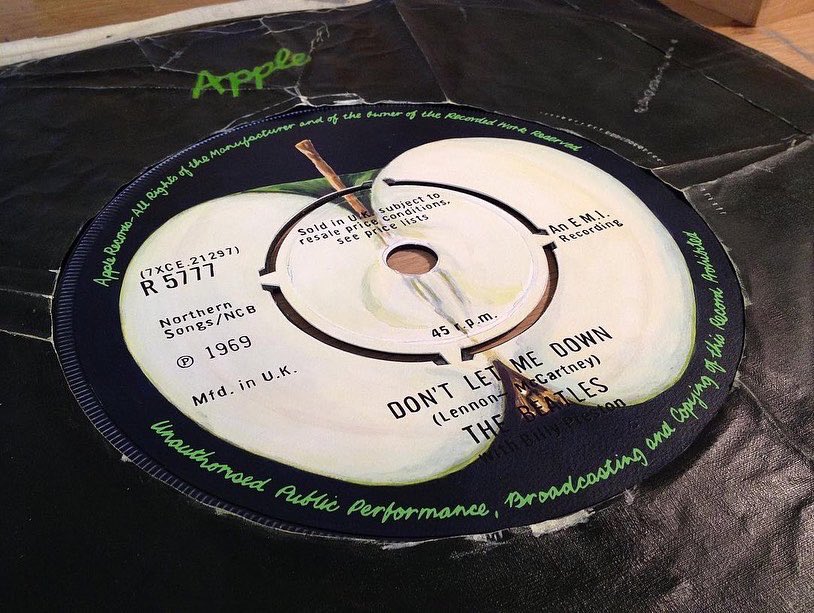 Apple
Apple Records All Rights of the Manufacturer and of the Owner of the Recorded Work Reserved
Sold in U.K. subject to
resale price conditions,
see price lists
An E.M.I.
Recording
(7XCE.21297)
R 5777
Northern
Songs/NCB
℗ 1969
Mfd. in U.K.
45 r.p.m.
DON'T LET ME DOWN
(Lennon-McCartney)
THE BEATLES
with Billy Preston
Unauthorised Public Performance, Broadcasting and Copying of this Record Prohibited